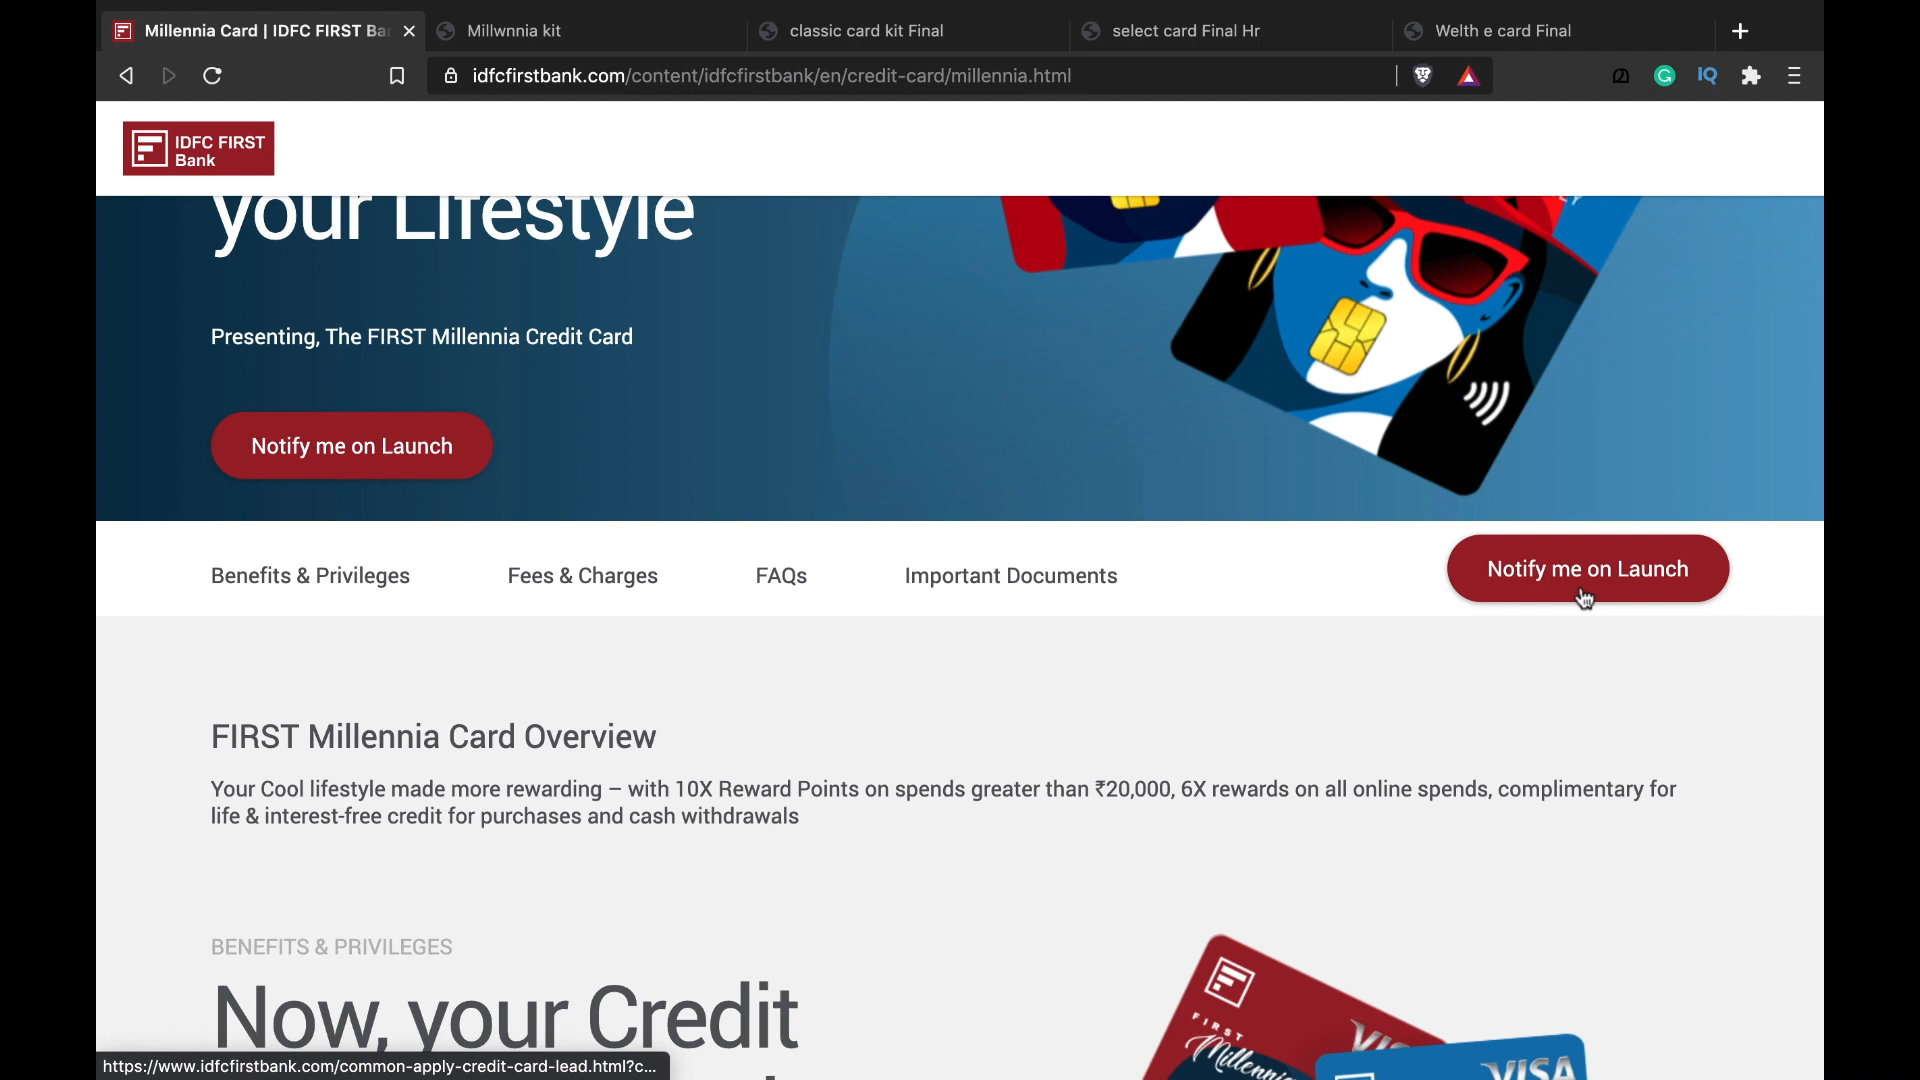 Millennia Card | IDFC FIRST Ba
Millwnnia kit
classic card kit Final
select card Final Hr
Welth e card Final
idfcfirstbank.com/content/idfcfirstbank/en/credit-card/millennia.html
IQ
IDFC FIRST
Bank
your Lifestyle
Presenting, The FIRST Millennia Credit Card
Notify me on Launch
Benefits & Privileges
Fees & Charges
FAQs
Important Documents
Notify me on Launch
FIRST Millennia Card Overview
Your Cool lifestyle made more rewarding – with 10X Reward Points on spends greater than ₹20,000, 6X rewards on all online spends, complimentary for
life & interest-free credit for purchases and cash withdrawals
BENEFITS & PRIVILEGES
Now, your Credit
FIRST
Millennia
VISA
VISA
https://www.idfcfirstbank.com/common-apply-credit-card-lead.html?c...